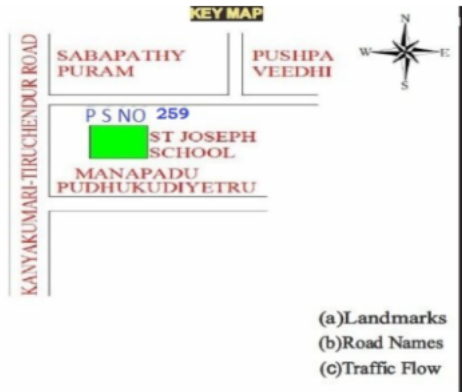 KEY MAP
N
W
E
S
KANYAKUMARI-TIRUCHENDUR ROAD
SABAPATHY
PURAM
PUSHPA
VEEDHI
P S NO 259
ST JOSEPH
SCHOOL
MANAPADU
PUDHUKUDIYETRU
(a)Landmarks
(b)Road Names
(c)Traffic Flow